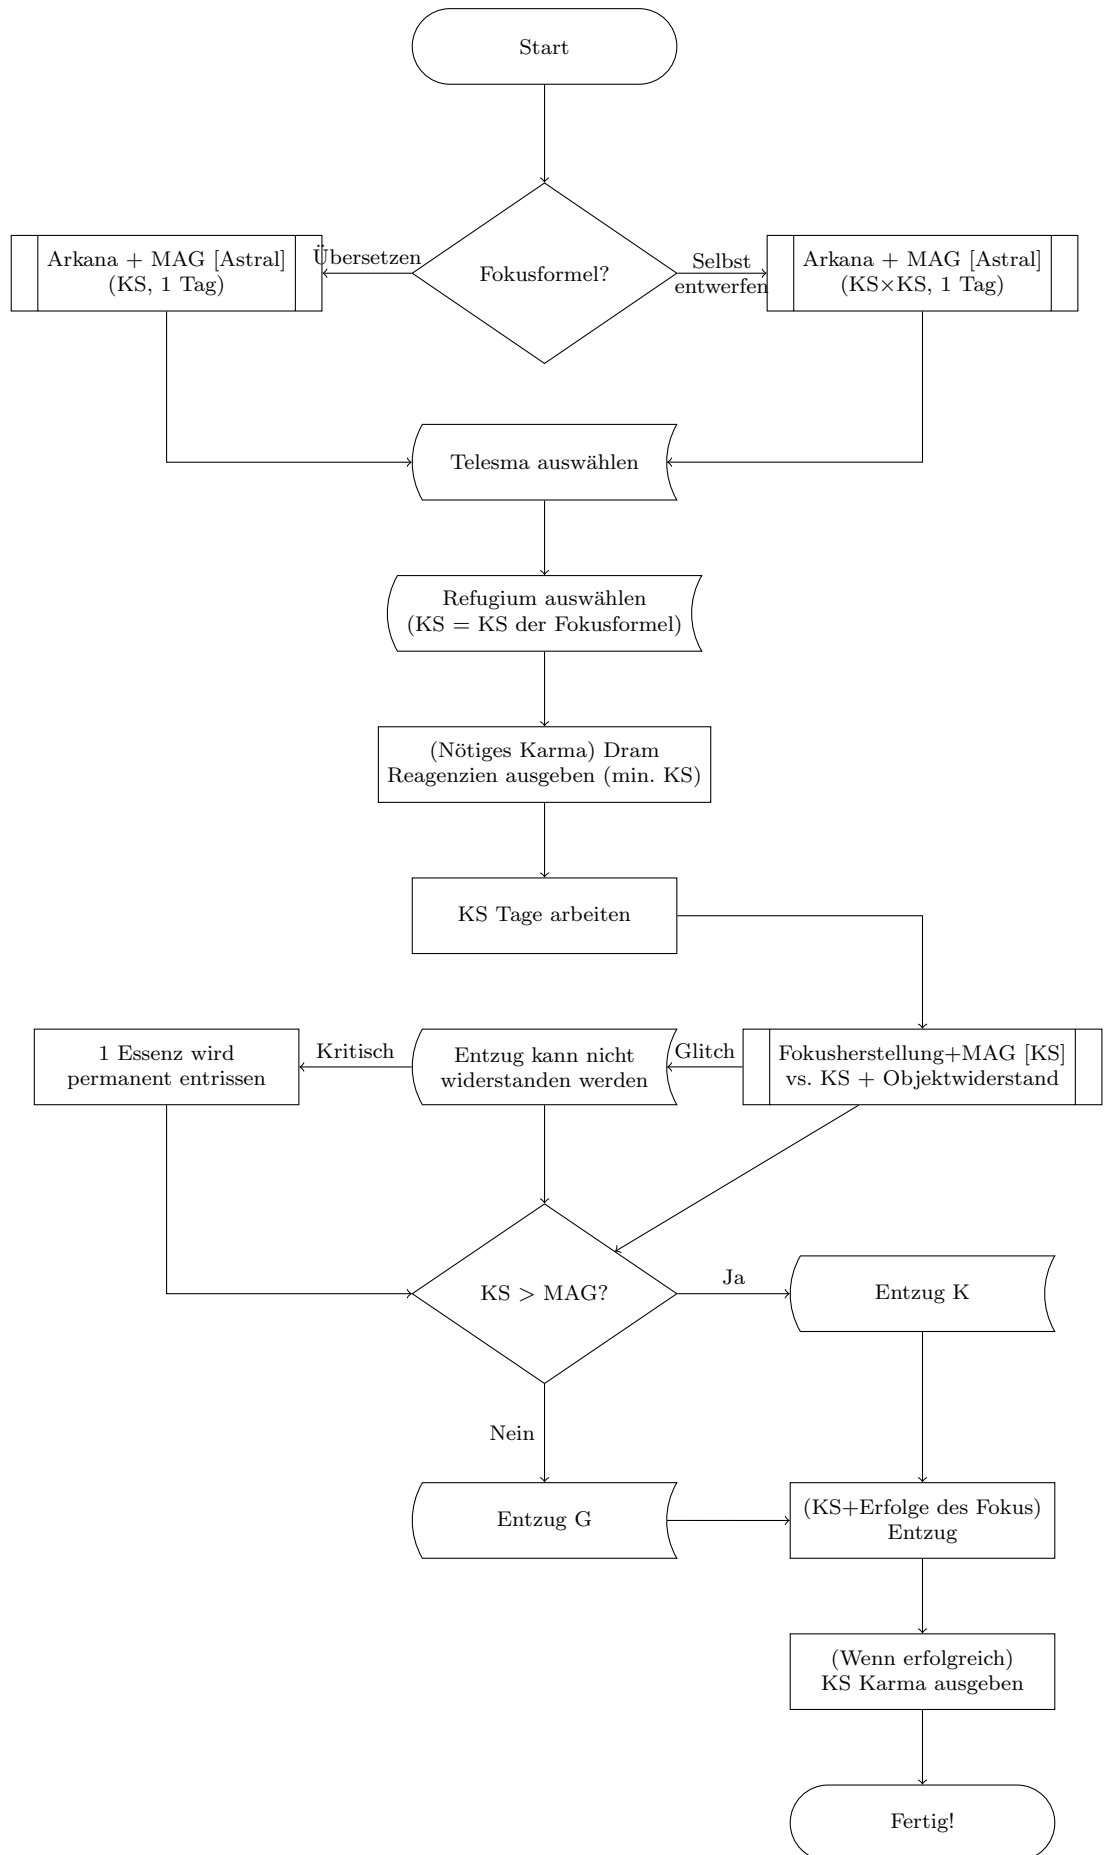 Start
Fokusformel?
Übersetzen
Selbst
entwerfen
Arkana + MAG [Astral]
(KS, 1 Tag)
Arkana + MAG [Astral]
(KS×KS, 1 Tag)
Telesma auswählen
Refugium auswählen
(KS = KS der Fokusformel)
(Nötiges Karma) Dram
Reagenzien ausgeben (min. KS)
KS Tage arbeiten
Fokusherstellung+MAG [KS]
vs. KS + Objektwiderstand
Glitch
Entzug kann nicht
widerstanden werden
Kritisch
1 Essenz wird
permanent entrissen
KS > MAG?
Ja
Entzug K
Nein
Entzug G
(KS+Erfolge des Fokus)
Entzug
(Wenn erfolgreich)
KS Karma ausgeben
Fertig!